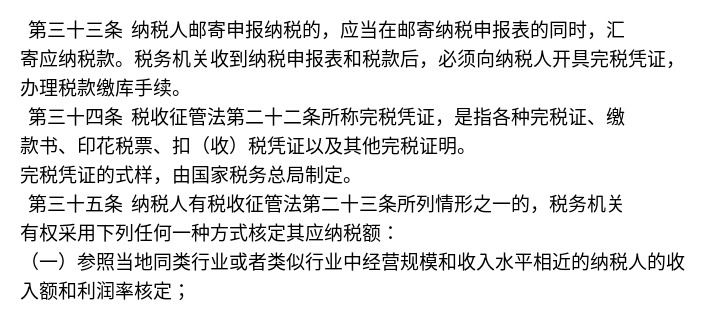 第三十三条 纳税人邮寄申报纳税的，应当在邮寄纳税申报表的同时，汇
寄应纳税款。税务机关收到纳税申报表和税款后，必须向纳税人开具完税凭证，
办理税款缴库手续。
第三十四条 税收征管法第二十二条所称完税凭证，是指各种完税证、缴
款书、印花税票、扣（收）税凭证以及其他完税证明。
完税凭证的式样，由国家税务总局制定。
第三十五条 纳税人有税收征管法第二十三条所列情形之一的，税务机关
有权采用下列任何一种方式核定其应纳税额：
（一）参照当地同类行业或者类似行业中经营规模和收入水平相近的纳税人的收
入额和利润率核定；